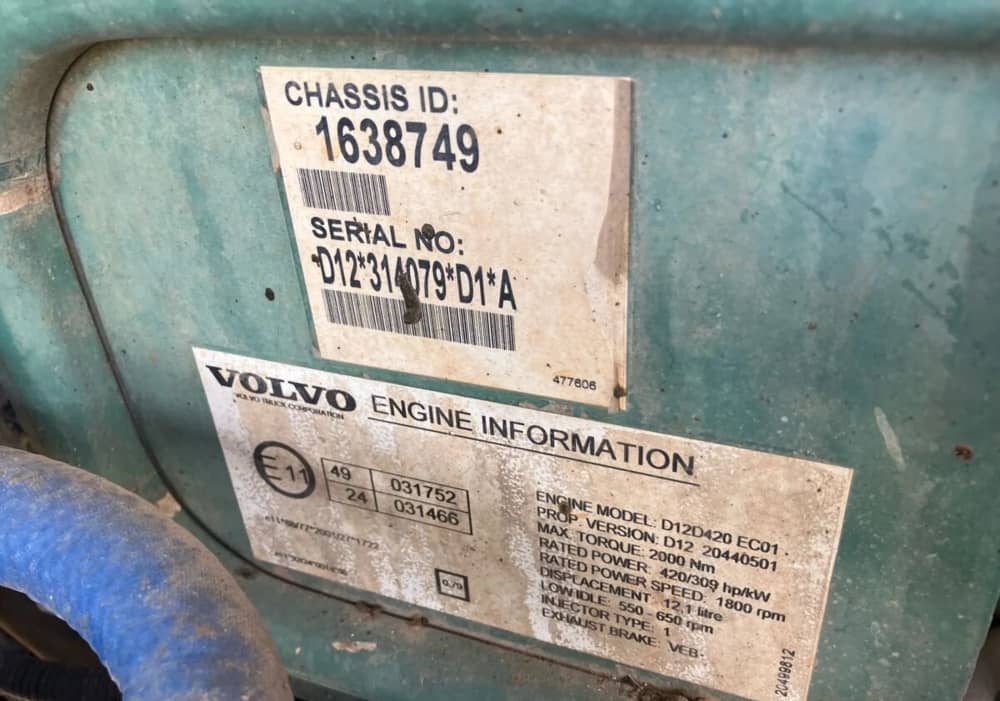 CHASSIS ID:
1638749
SERIAL NO:
D12*314079*D1*A
477606
VOLVO
VOLVO TRUCK CORPORATION
ENGINE INFORMATION
E11
49 031752
24 031466
0.79
ENGINE MODEL: D12D420 EC01
PROP. VERSION: D12 20440501
MAX. TORQUE: 2000 Nm
RATED POWER: 420/309 hp/kW
RATED POWER SPEED: 1800 rpm
DISPLACEMENT: 12,1 litre
LOW IDLE: 550 - 650 rpm
INJECTOR TYPE: 1
EXHAUST BRAKE: VEB
20499812